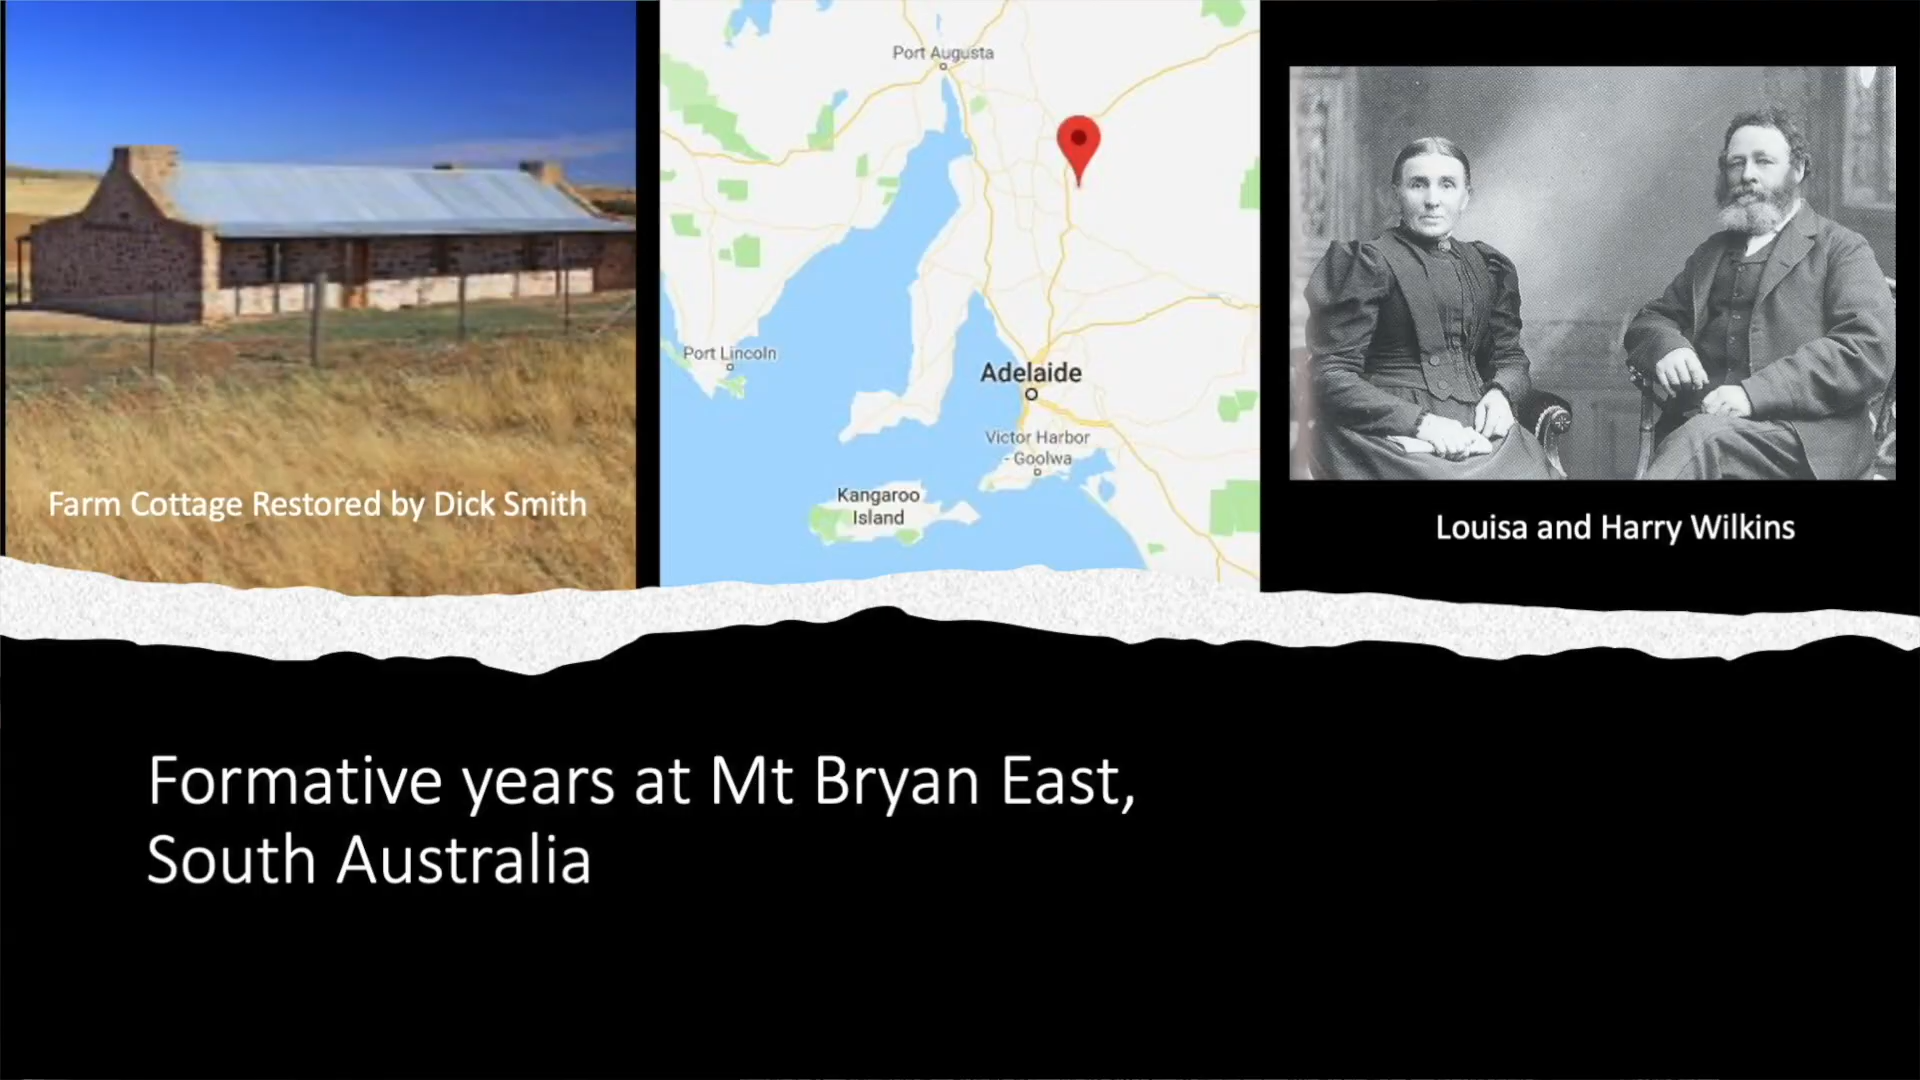 Farm Cottage Restored by Dick Smith
Port Augusta
Port Lincoln
Adelaide
Victor Harbor
- Goolwa
Kangaroo
Island
Louisa and Harry Wilkins
Formative years at Mt Bryan East,
South Australia